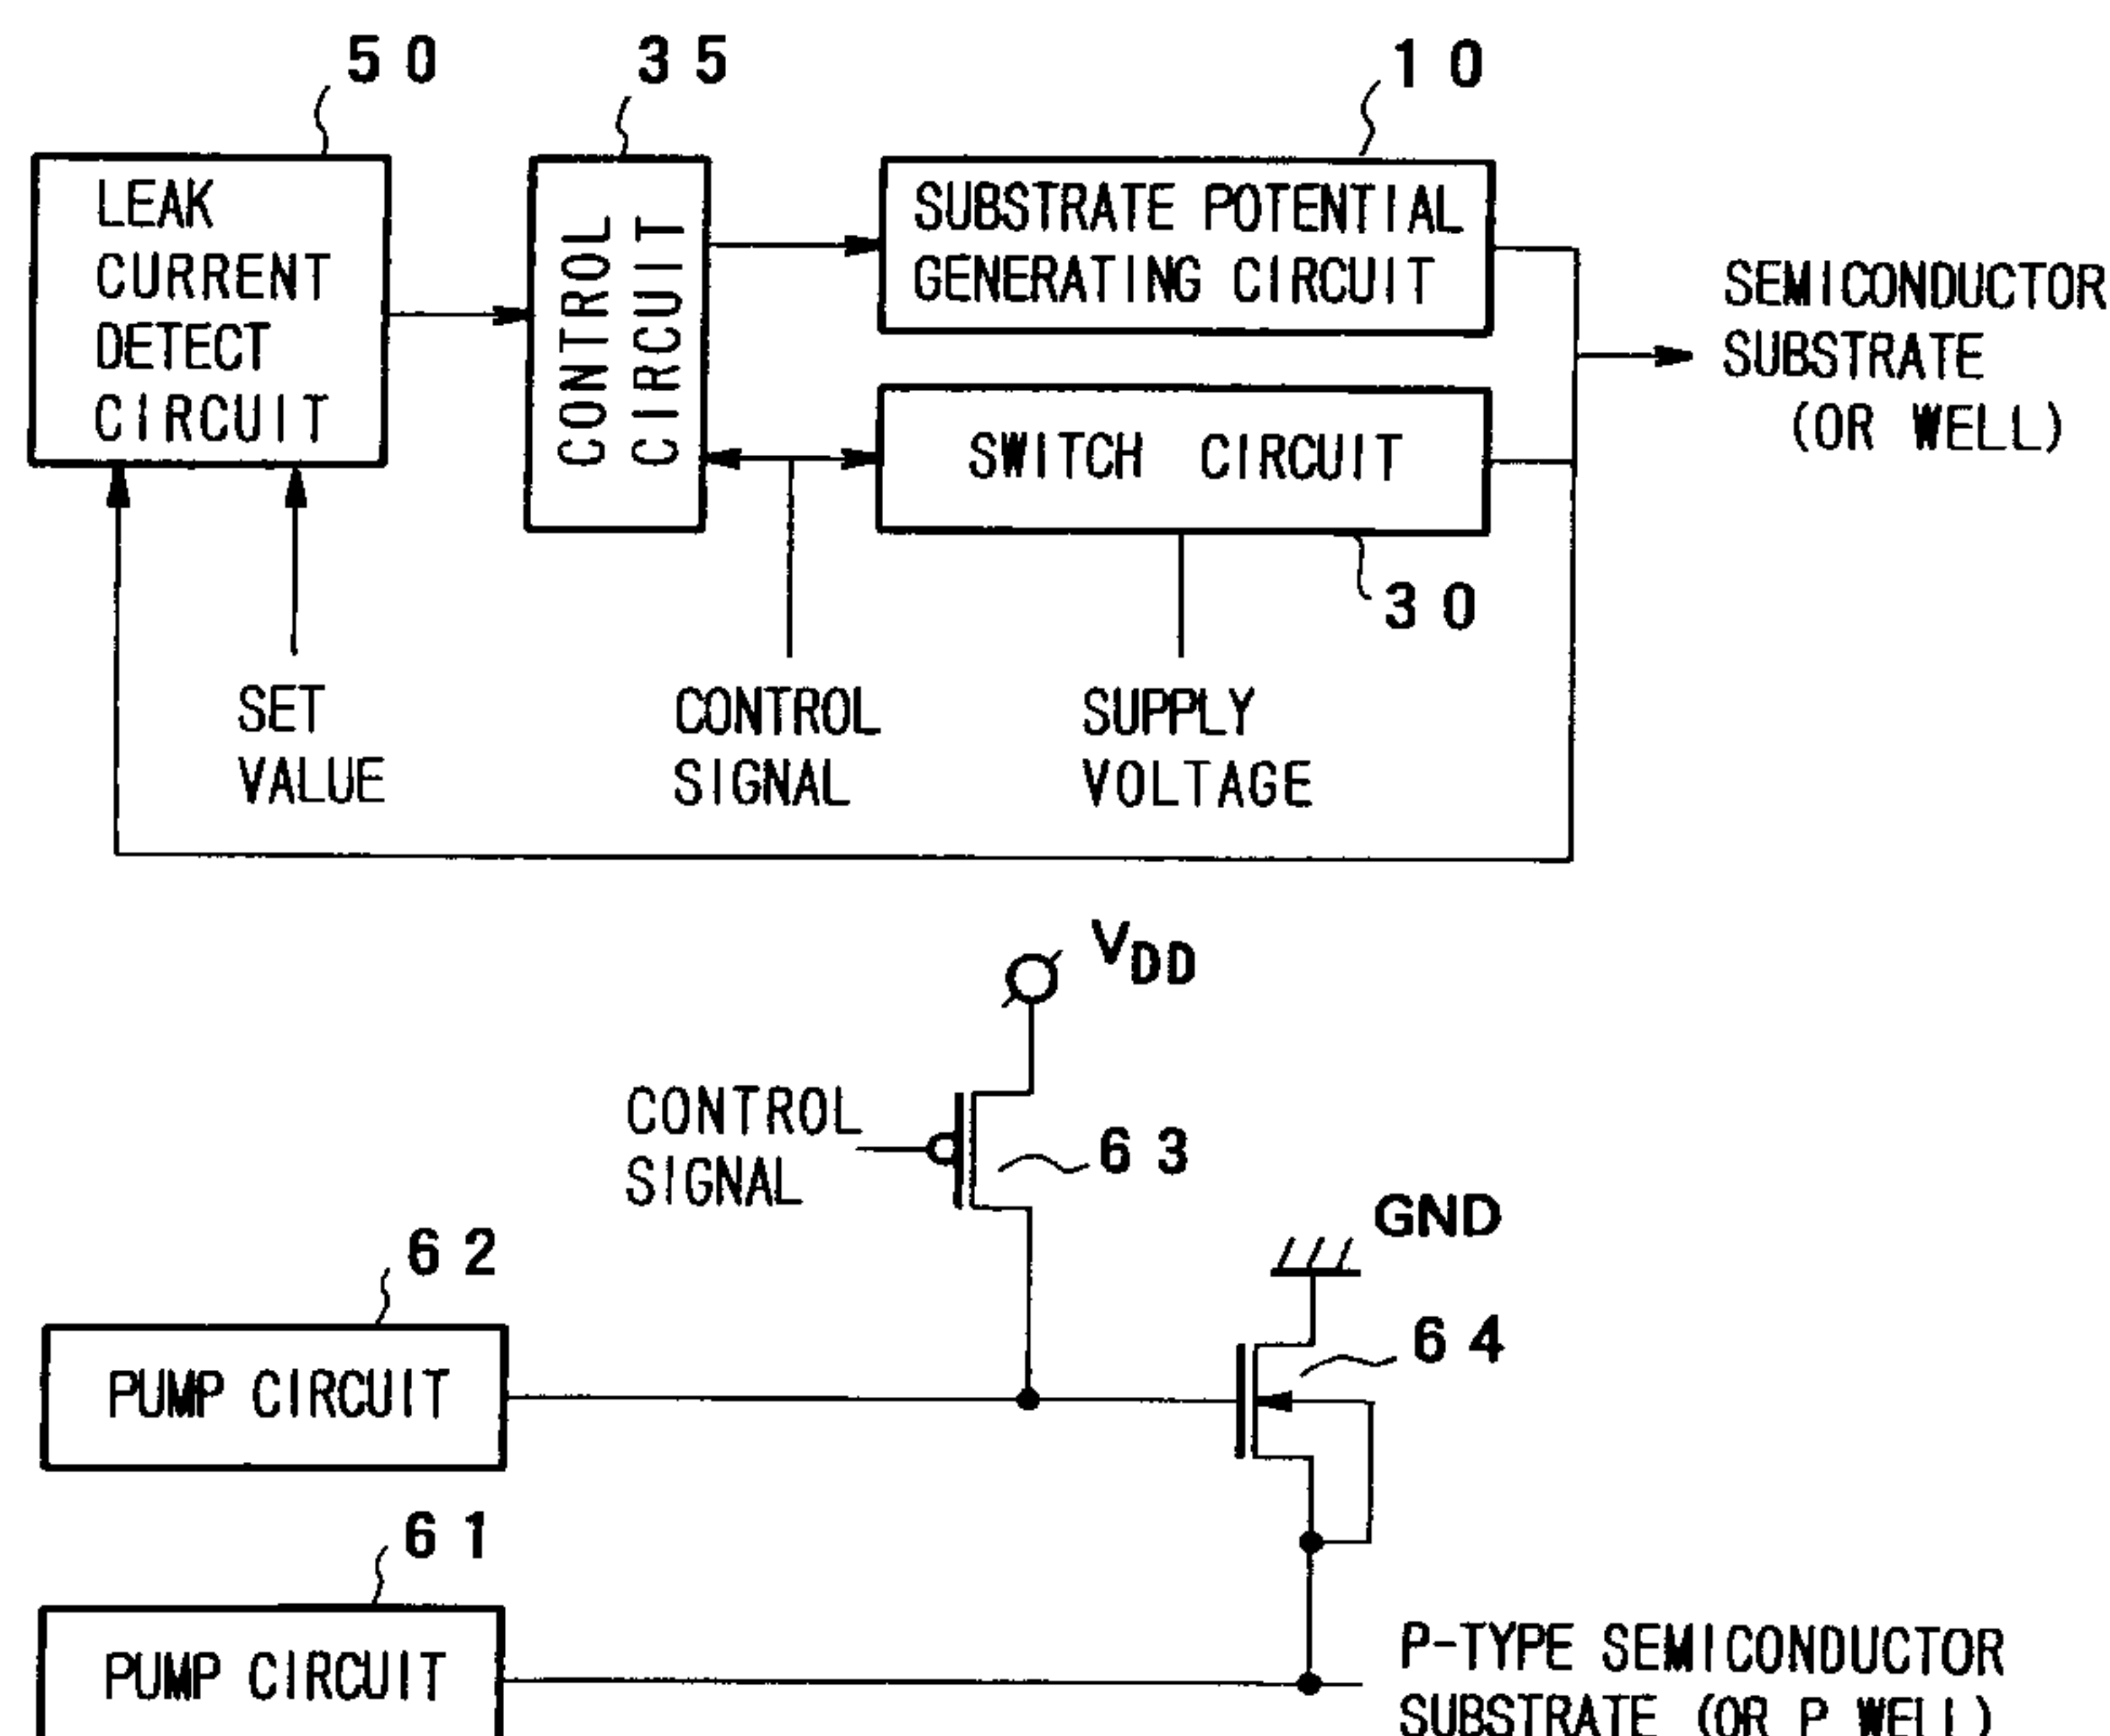 50
35
10
LEAK
CURRENT
DETECT
CIRCUIT
CONTROL
CIRCUIT
SUBSTRATE POTENTIAL
GENERATING CIRCUIT
SEMICONDUCTOR
SUBSTRATE
(OR WELL)
SWITCH CIRCUIT
30
SET
VALUE
CONTROL
SIGNAL
SUPPLY
VOLTAGE
VDD
CONTROL
SIGNAL
63
GND
62
64
PUMP CIRCUIT
61
PUMP CIRCUIT
P-TYPE SEMICONDUCTOR
SUBSTRATE (OR P WELL)